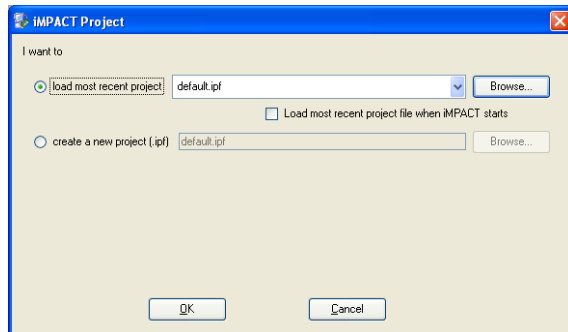 iMPACT Project
I want to
load most recent project default.ipf Browse...
Load most recent project file when iMPACT starts
create a new project (.ipf) default.ipf Browse...
OK Cancel